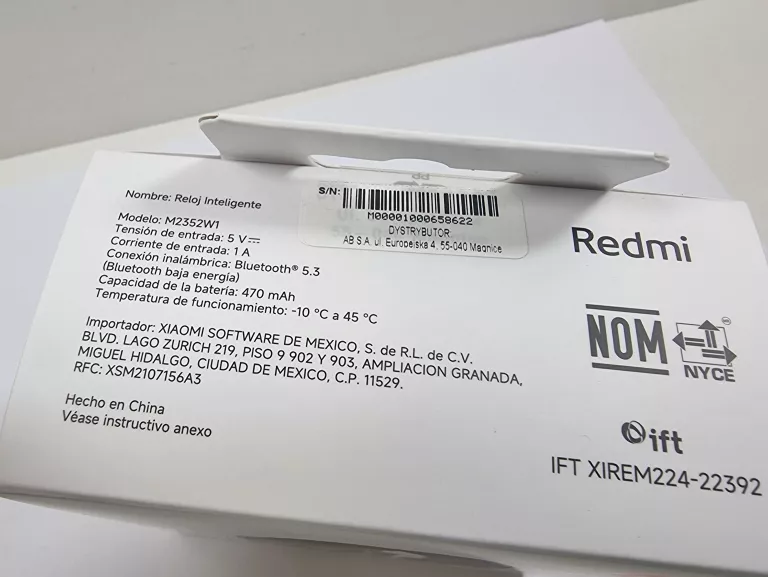 Nombre: Reloj Inteligente
Modelo: M2352W1
Tensión de entrada: 5 V⎓
Corriente de entrada: 1 A
Conexión inalámbrica: Bluetooth® 5.3
(Bluetooth baja energía)
Capacidad de la batería: 470 mAh
Temperatura de funcionamiento: -10 °C a 45 °C
Importador: XIAOMI SOFTWARE DE MEXICO, S. de R.L. de C.V.
BLVD. LAGO ZURICH 219, PISO 9 902 Y 903, AMPLIACION GRANADA,
MIGUEL HIDALGO, CIUDAD DE MEXICO, C.P. 11529.
RFC: XSM2107156A3
Hecho en China
Véase instructivo anexo
S/N:
M00001000658622
DYSTRYBUTOR
AB S.A. ul. Europejska 4, 55-040 Magnice
Redmi
NOM
NYCE
ift
IFT XIREM224-22392